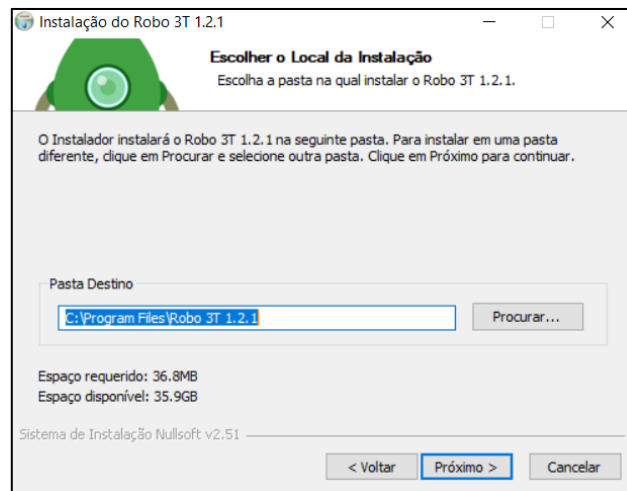 Instalação do Robo 3T 1.2.1
Escolher o Local da Instalação
Escolha a pasta na qual instalar o Robo 3T 1.2.1.
O Instalador instalará o Robo 3T 1.2.1 na seguinte pasta. Para instalar em uma pasta
diferente, clique em Procurar e selecione outra pasta. Clique em Próximo para continuar.
Pasta Destino
C:\Program Files\Robo 3T 1.2.1
Procurar...
Espaço requerido: 36.8MB
Espaço disponível: 35.9GB
Sistema de Instalação Nullsoft v2.51
< Voltar
Próximo >
Cancelar